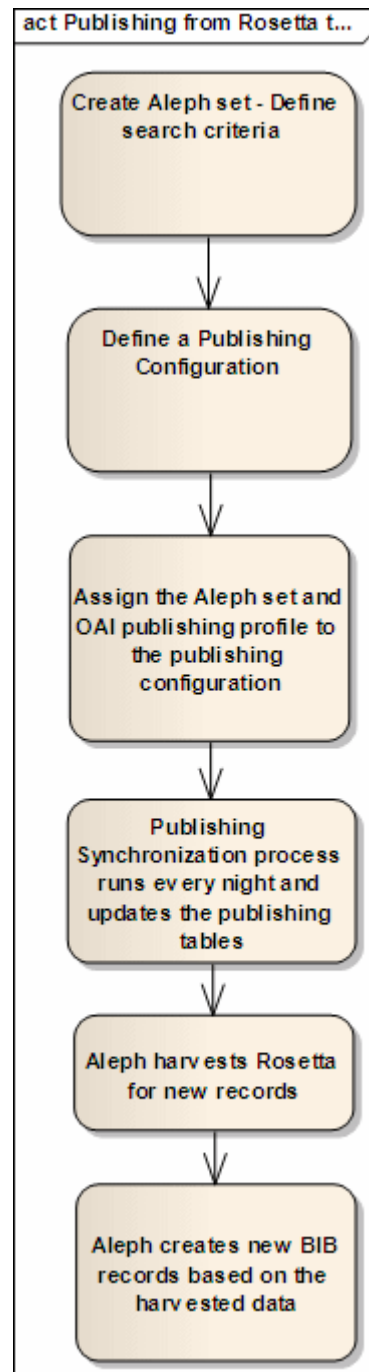 act Publishing from Rosetta t...
Create Aleph set - Define
search criteria
Define a Publishing
Configuration
Assign the Aleph set and
OAI publishing profile to
the publishing
configuration
Publishing
Synchronization process
runs every night and
updates the publishing
tables
Aleph harvests Rosetta
for new records
Aleph creates new BIB
records based on the
harvested data